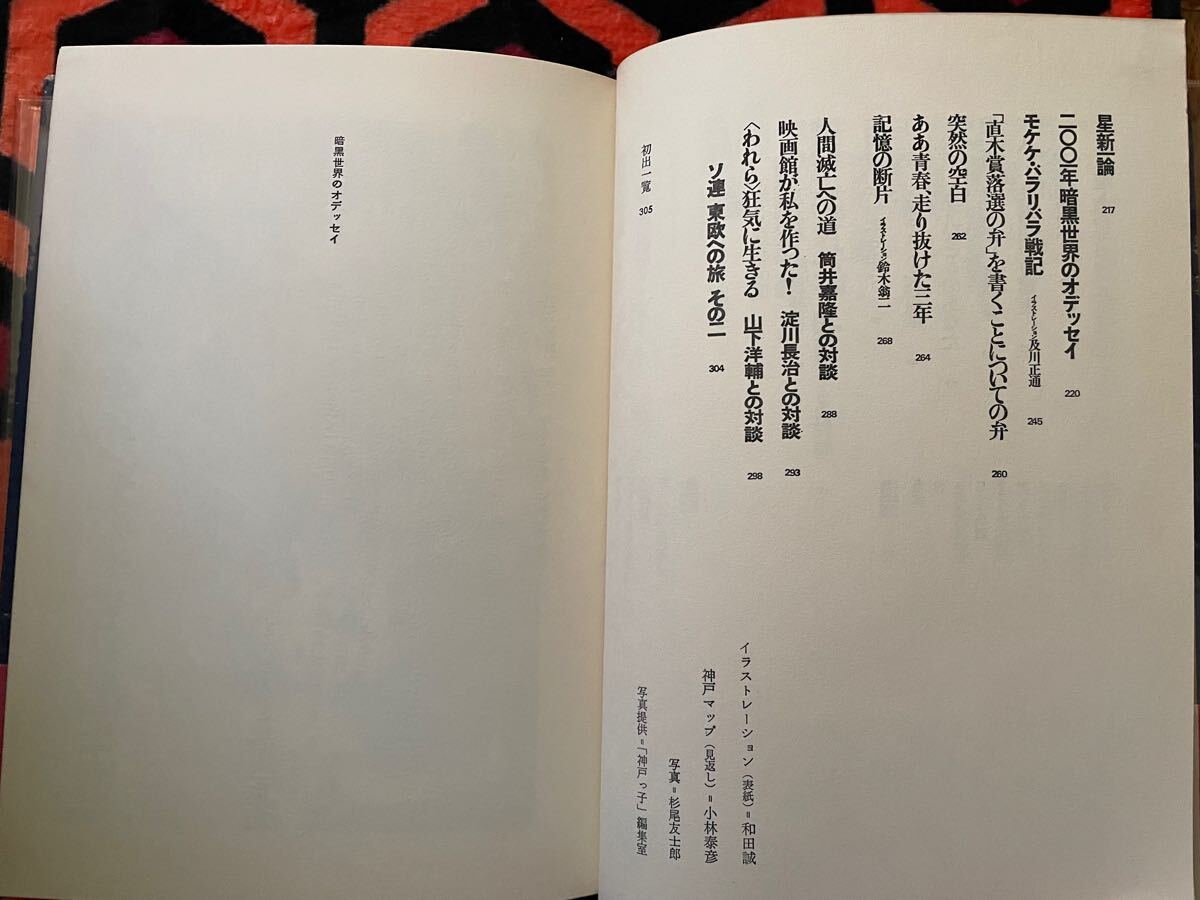 星新一論 217
二〇〇一年暗黒世界のオデッセイ 220
モケケ=バラリバラ戦記 イラストレーション及川正通 245
「直木賞落選の弁」を書くことについての弁 260
突然の空白 262
ああ青春、走り抜けた三年 264
記憶の断片 イラストレーション鈴木翁二 268
人間滅亡への道 筒井嘉隆との対談 288
映画館が私を作った! 淀川長治との対談 293
〈われら〉狂気に生きる 山下洋輔との対談 298
ソ連 東欧への旅 その二 304
初出一覧 305
イラストレーション(表紙)=和田誠
神戸マップ(見返し)=小林泰彦
写真=杉尾友士郎
写真提供=「神戸っ子」編集室
暗黒世界のオデッセイ